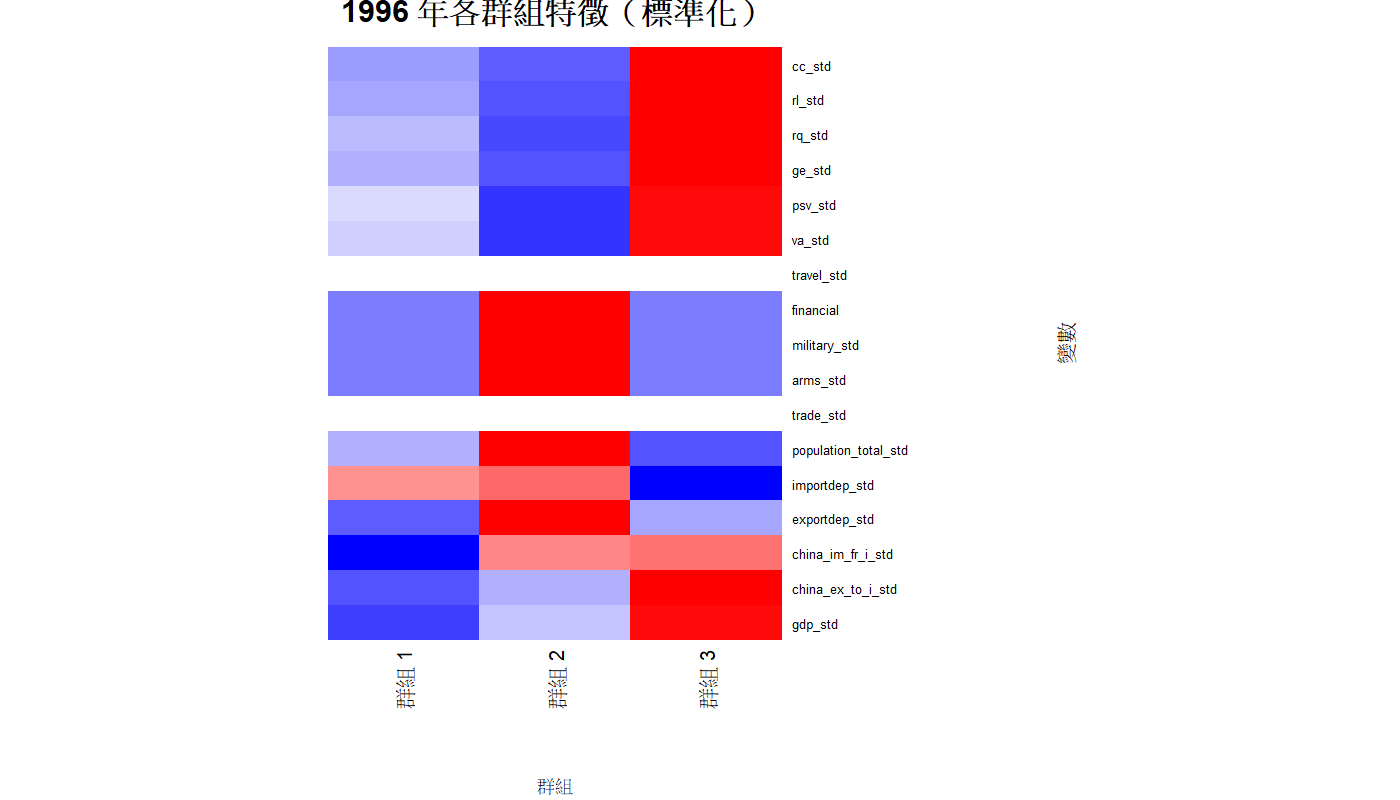 1996 年各群組特徵（標準化）
cc_std
rl_std
rq_std
ge_std
psv_std
va_std
travel_std
financial
military_std
arms_std
trade_std
population_total_std
importdep_std
exportdep_std
china_im_fr_i_std
china_ex_to_i_std
gdp_std
變數
群組 1
群組 2
群組 3
群組